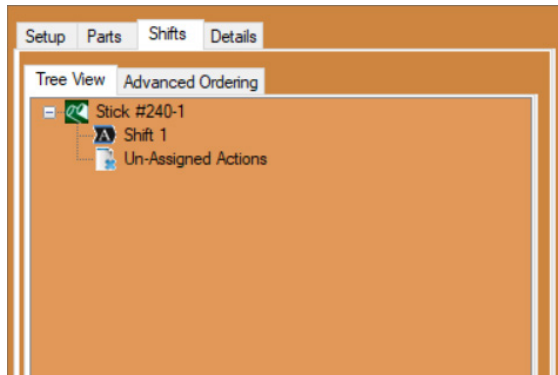 Setup Parts Shifts Details
Tree View Advanced Ordering
Stick #240-1
A Shift 1
Un-Assigned Actions